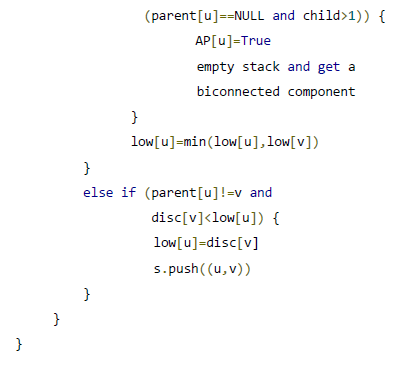 (parent[u]==NULL and child>1)) {
AP[u]=True
empty stack and get a
biconnected component
}
low[u]=min(low[u],low[v])
}
else if (parent[u]!=v and
disc[v]<low[u]) {
low[u]=disc[v]
s.push((u,v))
}
}
}